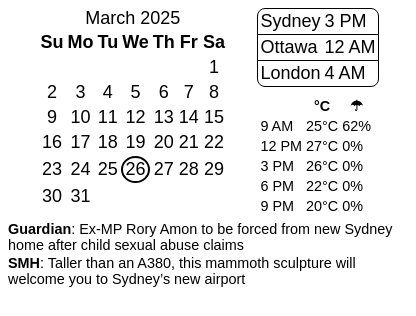 March 2025
Su Mo Tu We Th Fr Sa
1
2 3 4 5 6 7 8
9 10 11 12 13 14 15
16 17 18 19 20 21 22
23 24 25 26 27 28 29
30 31
Sydney 3 PM
Ottawa 12 AM
London 4 AM
°C ☂
9 AM 25°C 62%
12 PM 27°C 0%
3 PM 26°C 0%
6 PM 22°C 0%
9 PM 20°C 0%
Guardian: Ex-MP Rory Amon to be forced from new Sydney
home after child sexual abuse claims
SMH: Taller than an A380, this mammoth sculpture will
welcome you to Sydney’s new airport